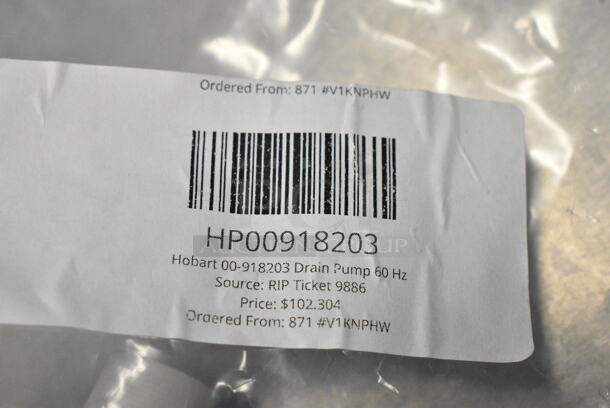 Ordered From: 871 #V1KNPHW
HP00918203
Hobart 00-918203 Drain Pump 60 Hz
Source: RIP Ticket 9886
Price: $102.304
Ordered From: 871 #V1KNPHW